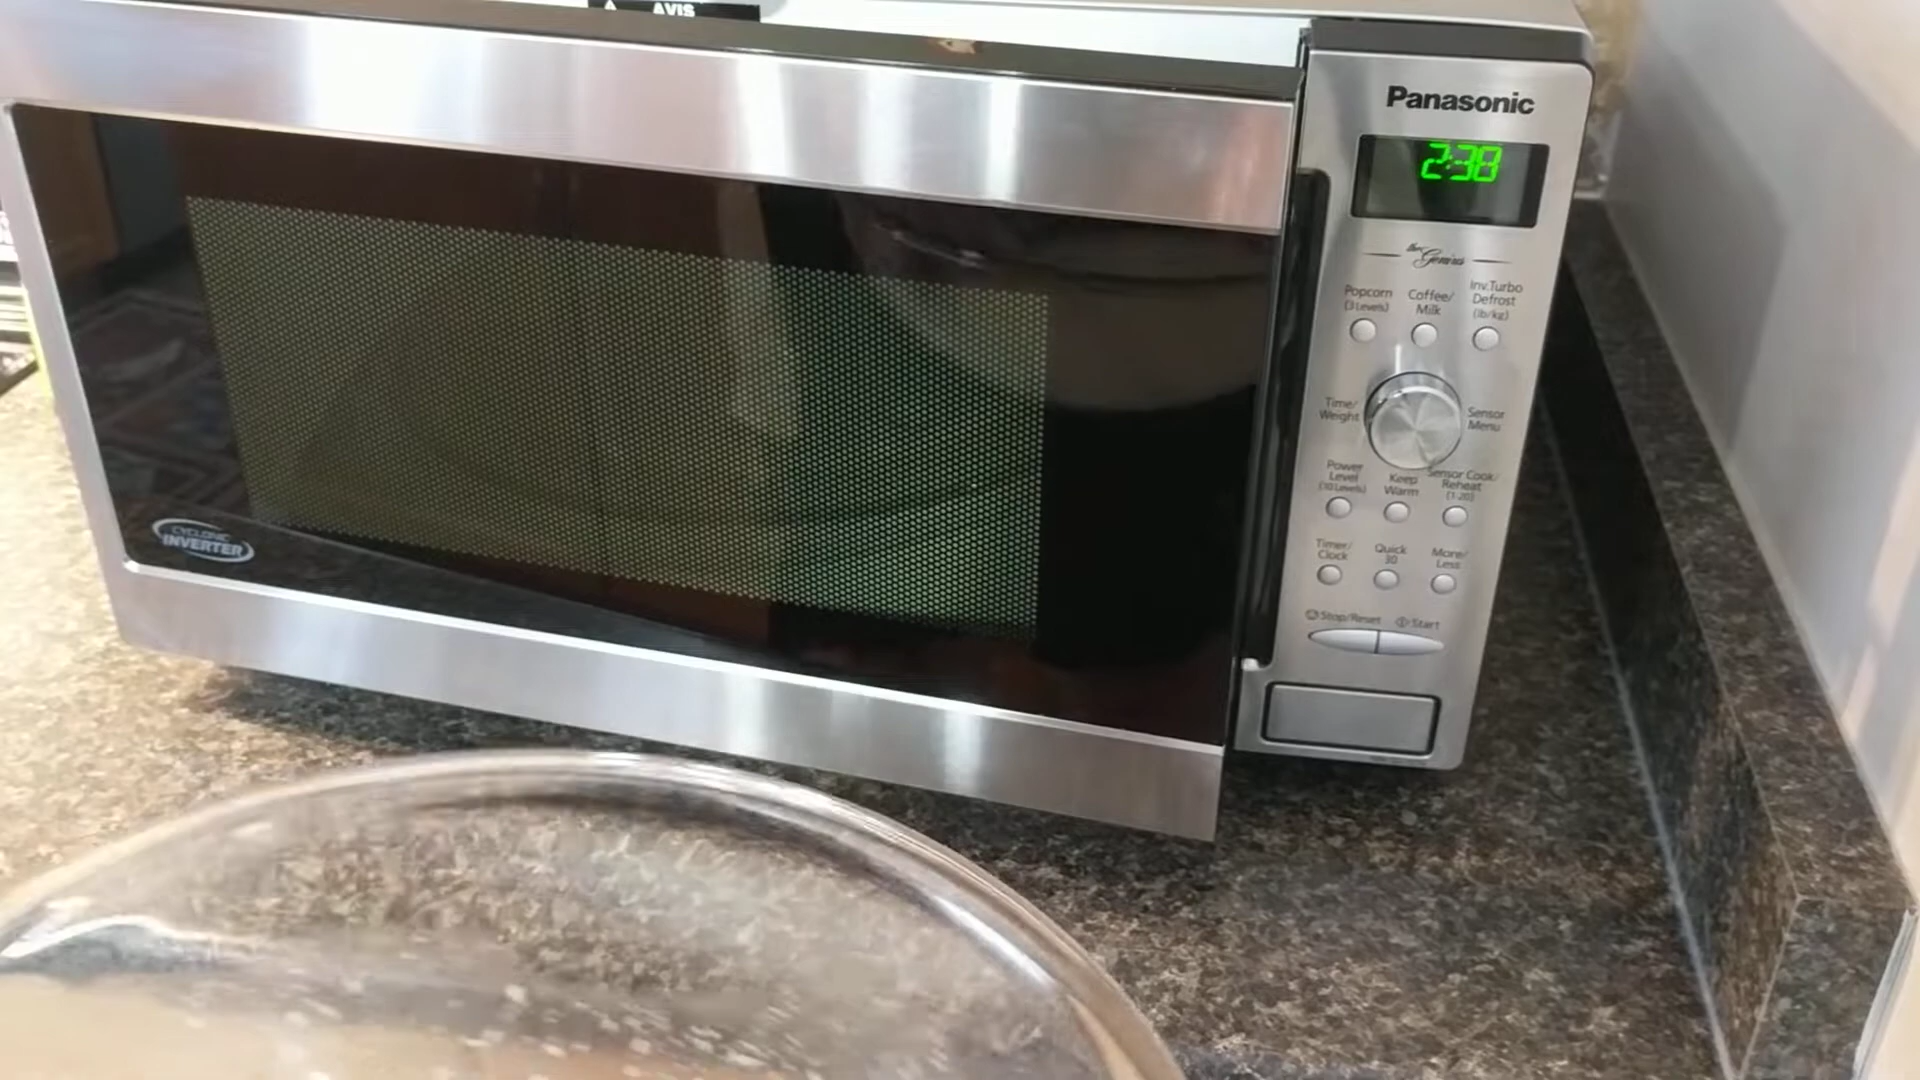 AVIS
Panasonic
2:38
the Genius
Popcorn
(3 Levels)
Coffee/
Milk
Inv.Turbo
Defrost
(lb/kg)
Time/
Weight
Sensor
Menu
Power
Level
(10 Levels)
Keep
Warm
Sensor Cook/
Reheat
(1-20)
Timer/
Clock
Quick
30
More/
Less
Stop/Reset
Start
CYCLONIC
INVERTER